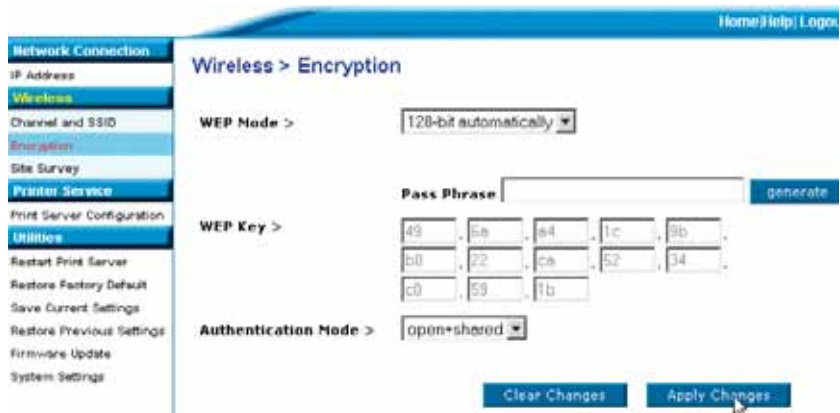 Home|Help| Logou
Network Connection
IP Address
Wireless
Channel and SSID
Encryption
Site Survey
Printer Service
Print Server Configuration
Utilities
Restart Print Server
Restore Factory Default
Save Current Settings
Restore Previous Settings
Firmware Update
System Settings
Wireless > Encryption
WEP Mode > 128-bit automatically
Pass Phrase generate
WEP Key > 49 . 6a . a4 . 1c . 9b .
b0 . 22 . ca . 52 . 34 .
c0 . 59 . 1b
Authentication Mode > open+shared
Clear Changes Apply Changes